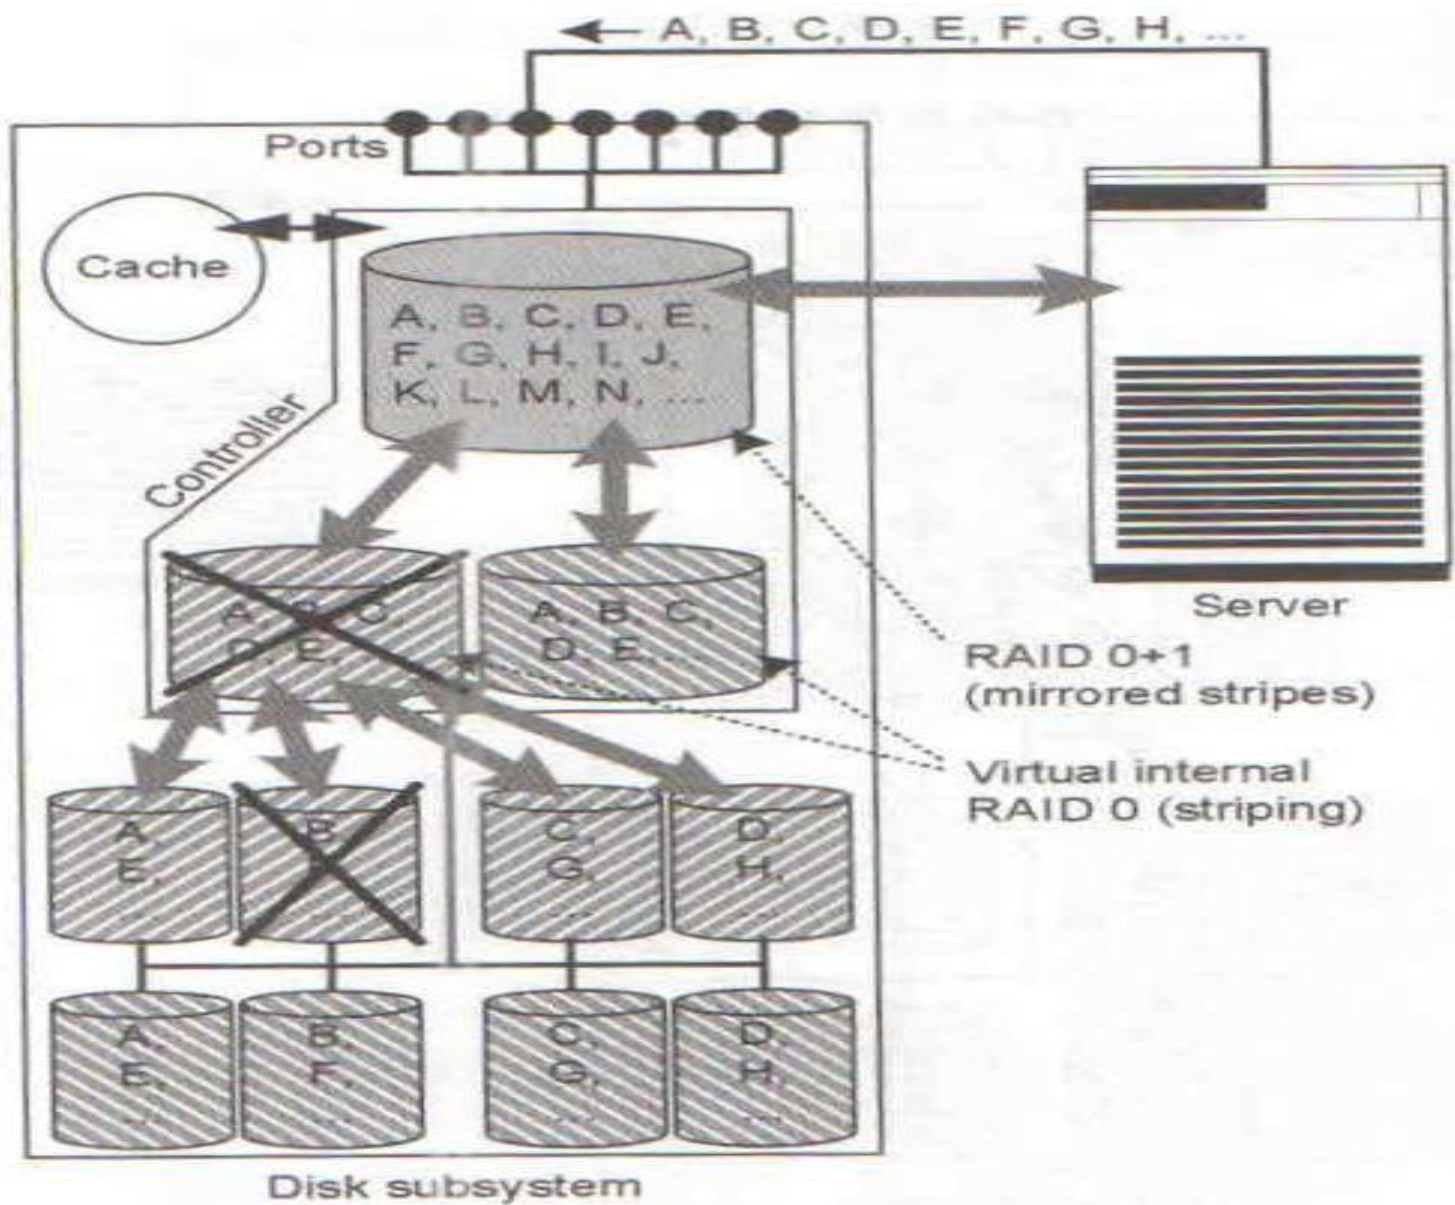 A, B, C, D, E, F, G, H, ...
Ports
Cache
A, B, C, D, E,
F, G, H, I, J,
K, L, M, N, ...
Controller
A, B, C,
D, E,
A, B, C,
D, E...
Server
RAID 0+1
(mirrored stripes)
Virtual internal
RAID 0 (striping)
A,
E,
...
B
C,
G,
...
D,
H,
...
A,
E,
...
B,
F,
...
C,
G,
...
D,
H,
...
Disk subsystem